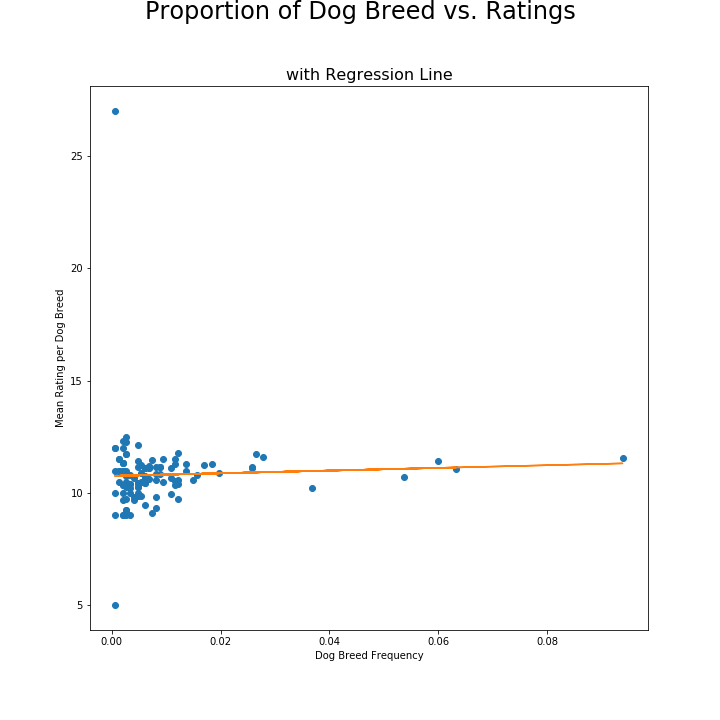 Proportion of Dog Breed vs. Ratings
with Regression Line
25
20
15
10
5
Mean Rating per Dog Breed
0.00 0.02 0.04 0.06 0.08
Dog Breed Frequency